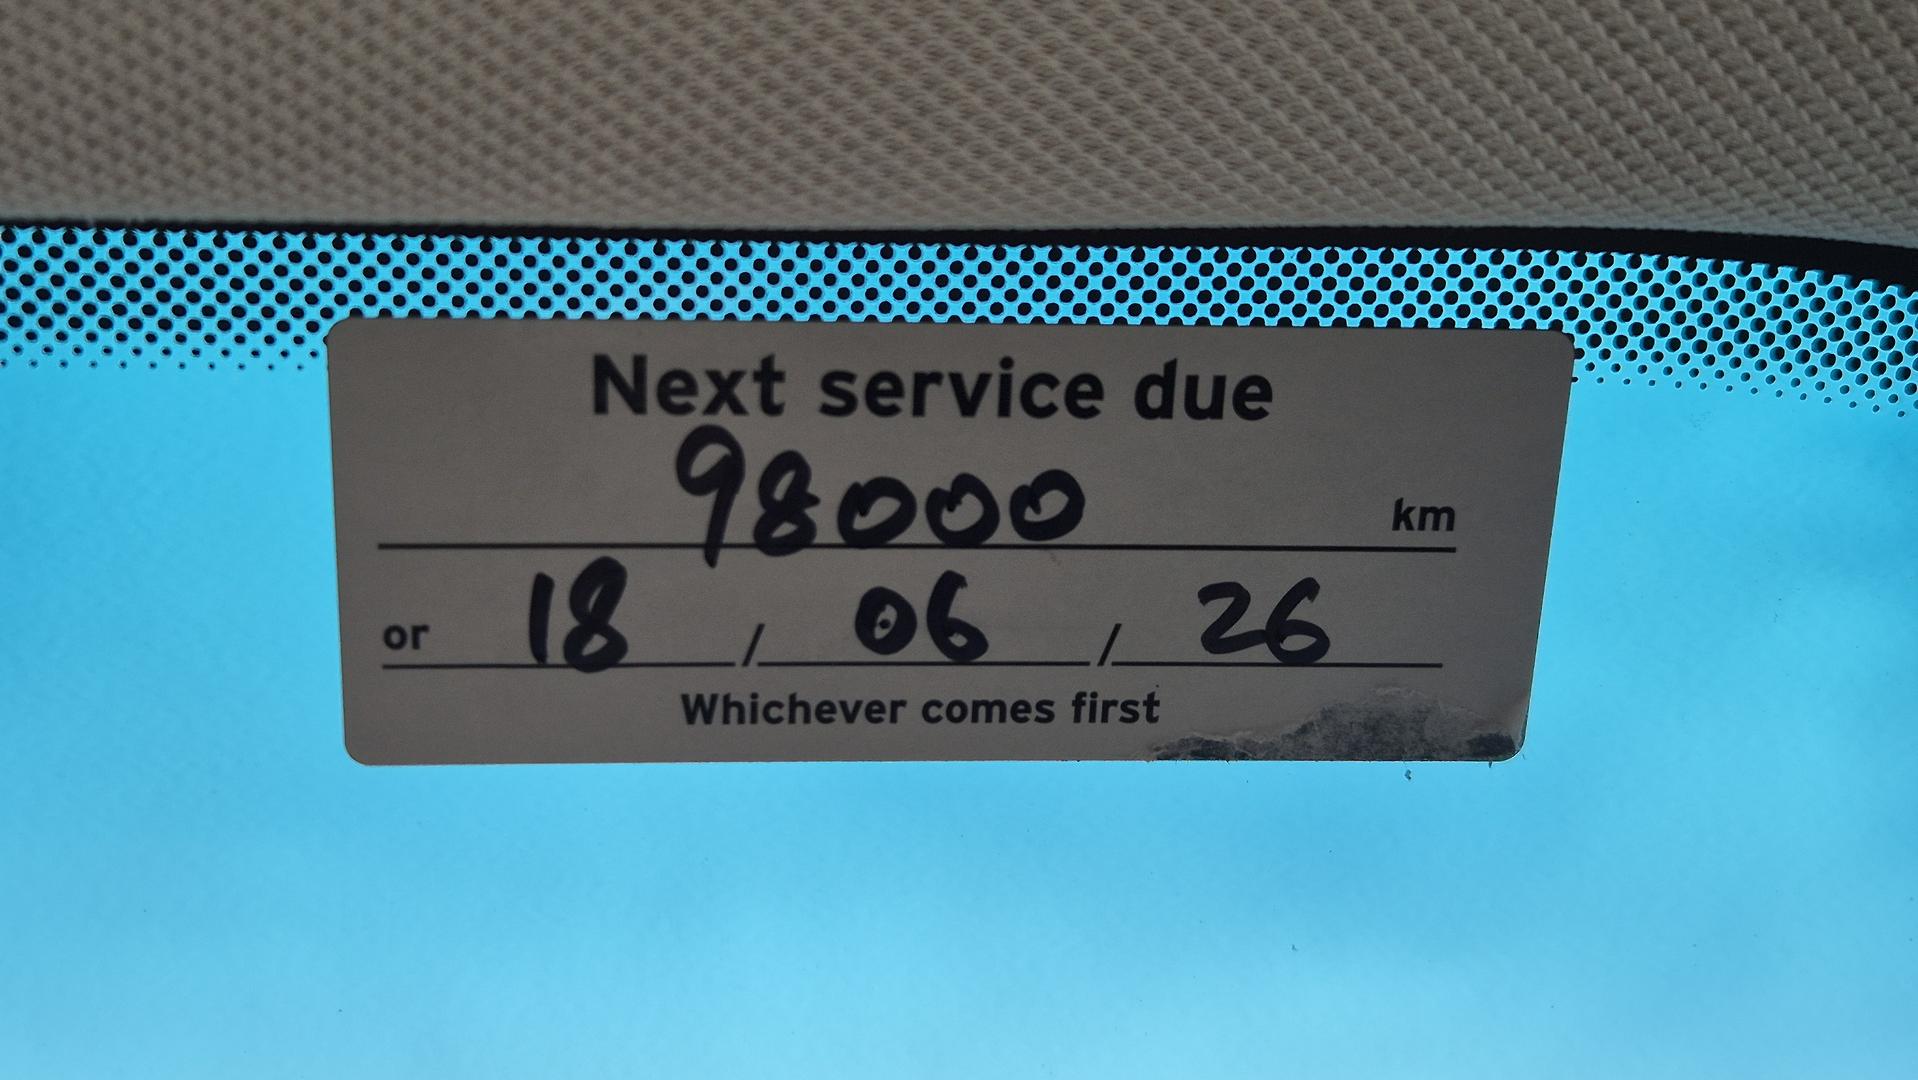 Next service due
98000 km
or 18 / 06 / 26
Whichever comes first